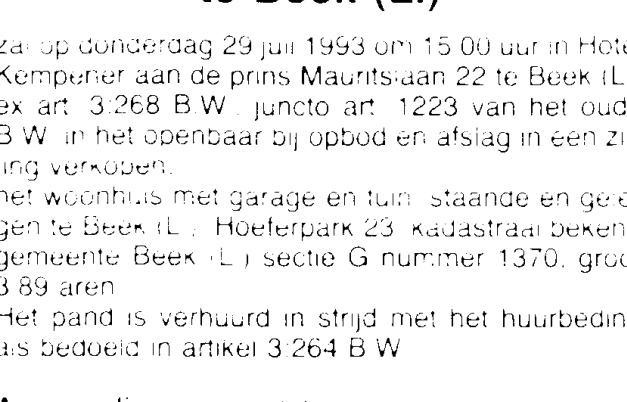 te Beek (L.)
zal op donderdag 29 juli 1993 om 15.00 uur in Hote
Kempener aan de prins Mauritslaan 22 te Beek (L
ex art. 3:268 B.W. juncto art. 1223 van het oud
B.W. in het openbaar bij opbod en afslag in een zi
ting verkopen:
het woonhuis met garage en tuin, staande en gele
gen te Beek (L.), Hoeferpark 23, kadastraal beken
gemeente Beek (L.) sectie G nummer 1370, groo
3.89 aren
Het pand is verhuurd in strijd met het huurbedin
als bedoeld in artikel 3:264 B.W.